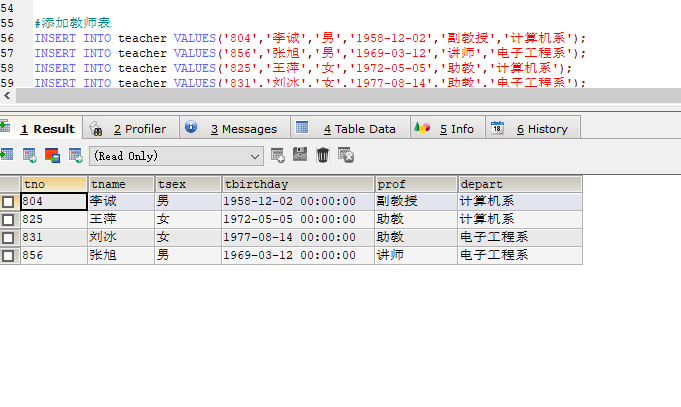 54
55 #添加教师表
56 INSERT INTO teacher VALUES('804','李诚','男','1958-12-02','副教授','计算机系');
57 INSERT INTO teacher VALUES('856','张旭','男','1969-03-12','讲师','电子工程系');
58 INSERT INTO teacher VALUES('825','王萍','女','1972-05-05','助教','计算机系');
59 INSERT INTO teacher VALUES('831','刘冰','女','1977-08-14','助教','电子工程系');
1 Result 2 Profiler 3 Messages 4 Table Data 5 Info 6 History
(Read Only)
tno tname tsex tbirthday prof depart
804 李诚 男 1958-12-02 00:00:00 副教授 计算机系
825 王萍 女 1972-05-05 00:00:00 助教 计算机系
831 刘冰 女 1977-08-14 00:00:00 助教 电子工程系
856 张旭 男 1969-03-12 00:00:00 讲师 电子工程系